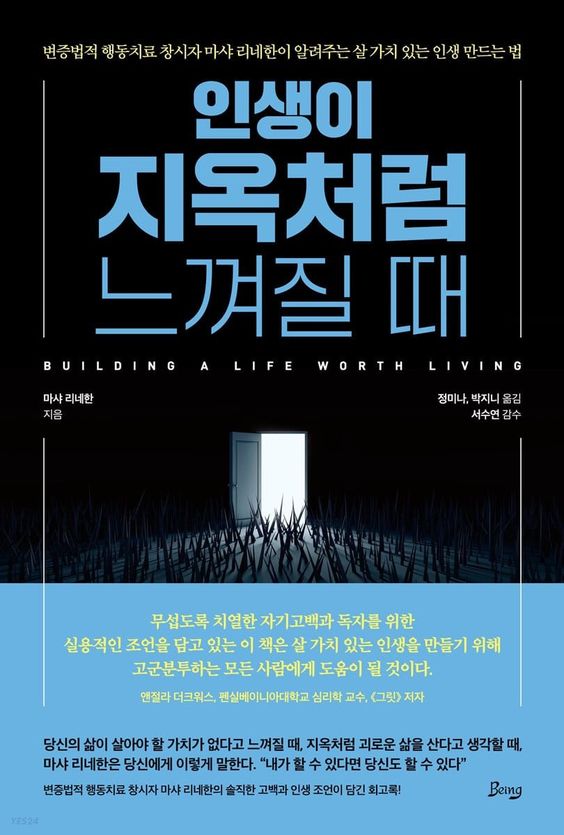 변증법적 행동치료 창시자 마샤 리네한이 알려주는 살 가치 있는 인생 만드는 법
인생이
지옥처럼
느껴질 때
BUILDING A LIFE WORTH LIVING
마샤 리네한
지음
정미나, 박지니 옮김
서수연 감수
무섭도록 치열한 자기고백과 독자를 위한
실용적인 조언을 담고 있는 이 책은 살 가치 있는 인생을 만들기 위해
고군분투하는 모든 사람에게 도움이 될 것이다.
앤절라 더크워스, 펜실베이니아대학교 심리학 교수, 《그릿》 저자
당신의 삶이 살아야 할 가치가 없다고 느껴질 때, 지옥처럼 괴로운 삶을 산다고 생각할 때,
마샤 리네한은 당신에게 이렇게 말한다. “내가 할 수 있다면 당신도 할 수 있다”
변증법적 행동치료 창시자 마샤 리네한의 솔직한 고백과 인생 조언이 담긴 회고록!
Being
YES24